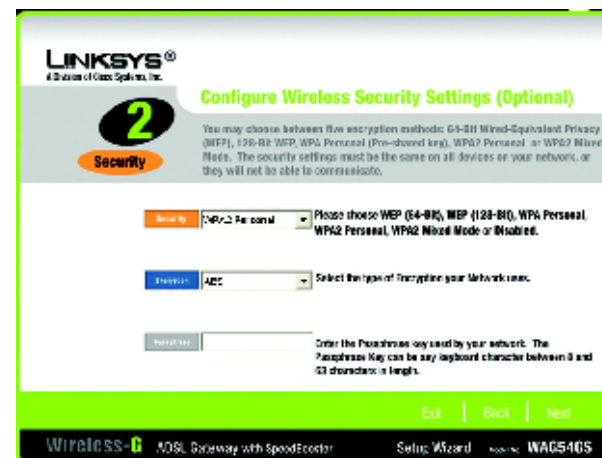 LINKSYS®
A Division of Cisco Systems, Inc.
2
Security
Configure Wireless Security Settings (Optional)
You may choose between five encryption methods: 64-Bit Wired-Equivalent Privacy
(WEP), 128-Bit WEP, WPA Personal (Pre-shared key), WPA2 Personal or WPA2 Mixed
Mode. The security settings must be the same on all devices on your network, or
they will not be able to communicate.
Security
WPA2 Personal
Please choose WEP (64-Bit), WEP (128-Bit), WPA Personal,
WPA2 Personal, WPA2 Mixed Mode or Disabled.
Encryption
AES
Select the type of Encryption your Network uses.
Passphrase
Enter the Passphrase key used by your network. The
Passphrase Key can be any keyboard character between 8 and
63 characters in length.
Exit
Back
Next
Wireless-G
ADSL Gateway with SpeedBooster
Setup Wizard
WAG54GS